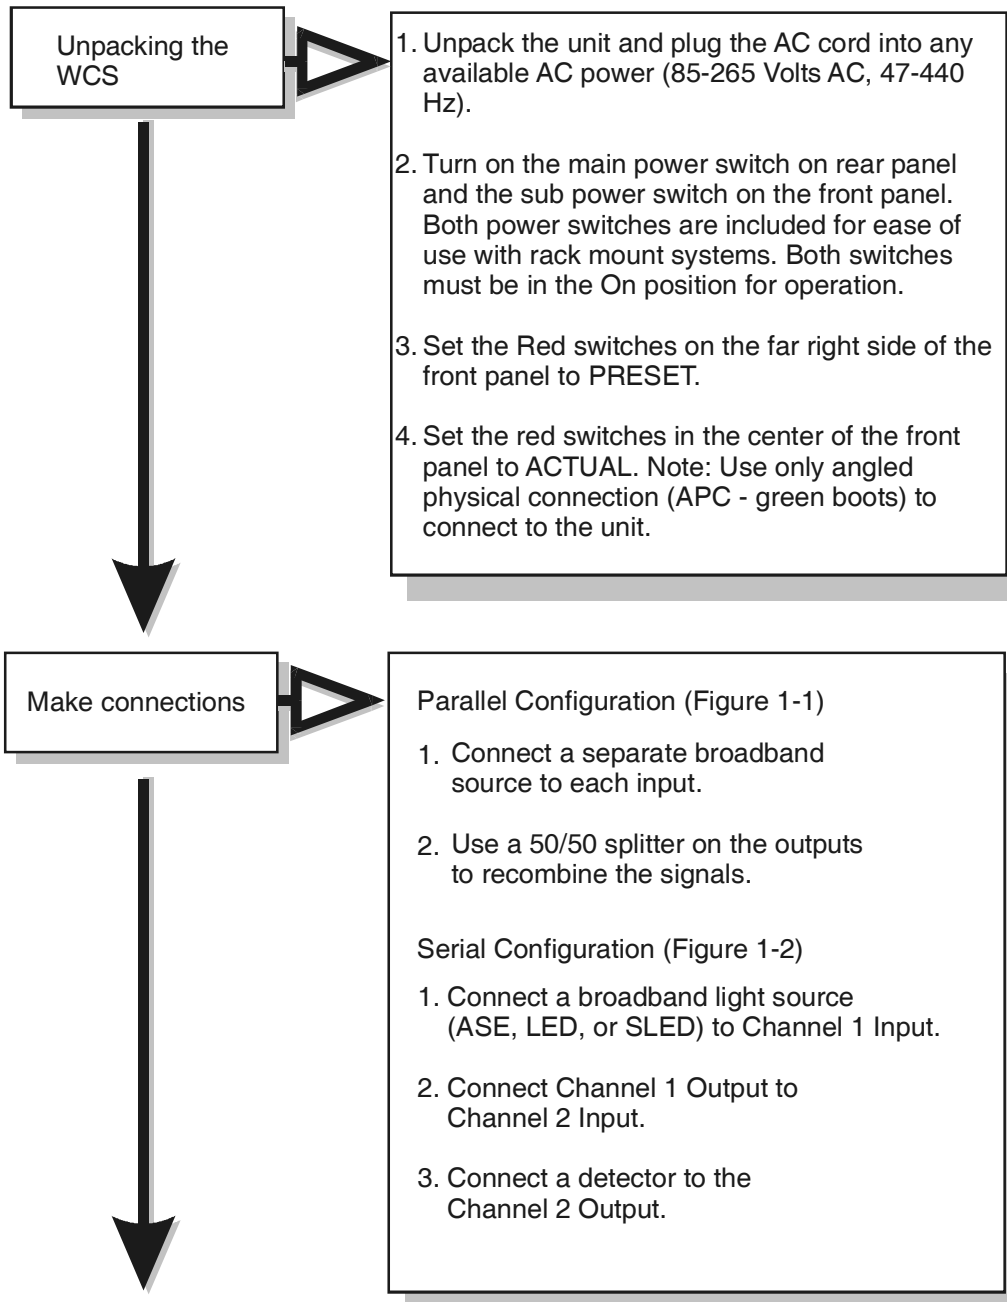 Unpacking the
WCS
1. Unpack the unit and plug the AC cord into any
available AC power (85-265 Volts AC, 47-440
Hz).
2. Turn on the main power switch on rear panel
and the sub power switch on the front panel.
Both power switches are included for ease of
use with rack mount systems. Both switches
must be in the On position for operation.
3. Set the Red switches on the far right side of the
front panel to PRESET.
4. Set the red switches in the center of the front
panel to ACTUAL. Note: Use only angled
physical connection (APC - green boots) to
connect to the unit.
Make connections
Parallel Configuration (Figure 1-1)
1. Connect a separate broadband
source to each input.
2. Use a 50/50 splitter on the outputs
to recombine the signals.
Serial Configuration (Figure 1-2)
1. Connect a broadband light source
(ASE, LED, or SLED) to Channel 1 Input.
2. Connect Channel 1 Output to
Channel 2 Input.
3. Connect a detector to the
Channel 2 Output.